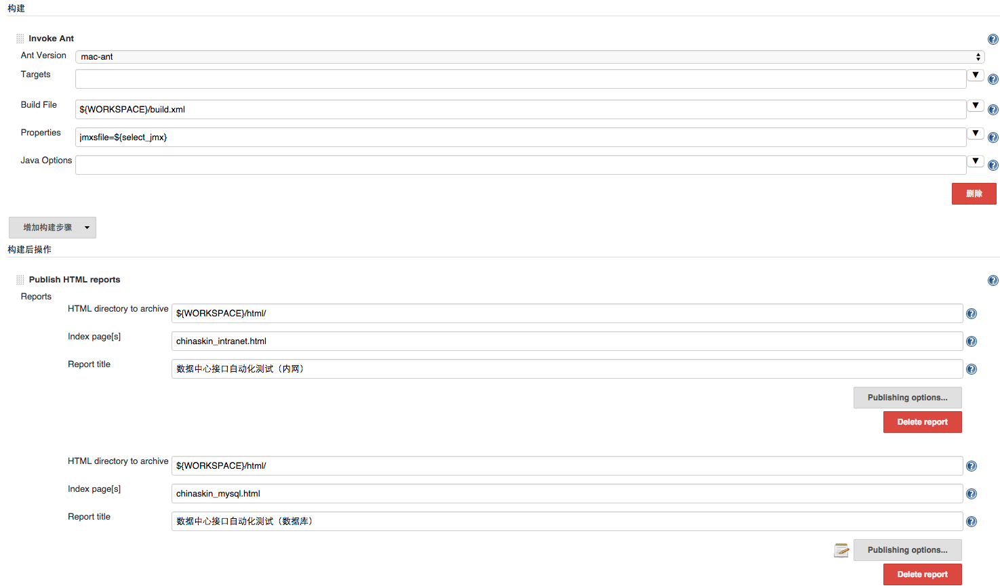 构建
Invoke Ant
Ant Version
mac-ant
Targets
Build File
${WORKSPACE}/build.xml
Properties
jmxsfile=${select_jmx}
Java Options
删除
增加构建步骤
构建后操作
Publish HTML reports
Reports
HTML directory to archive
${WORKSPACE}/html/
Index page[s]
chinaskin_intranet.html
Report title
数据中心接口自动化测试（内网）
Publishing options...
Delete report
HTML directory to archive
${WORKSPACE}/html/
Index page[s]
chinaskin_mysql.html
Report title
数据中心接口自动化测试（数据库）
Publishing options...
Delete report